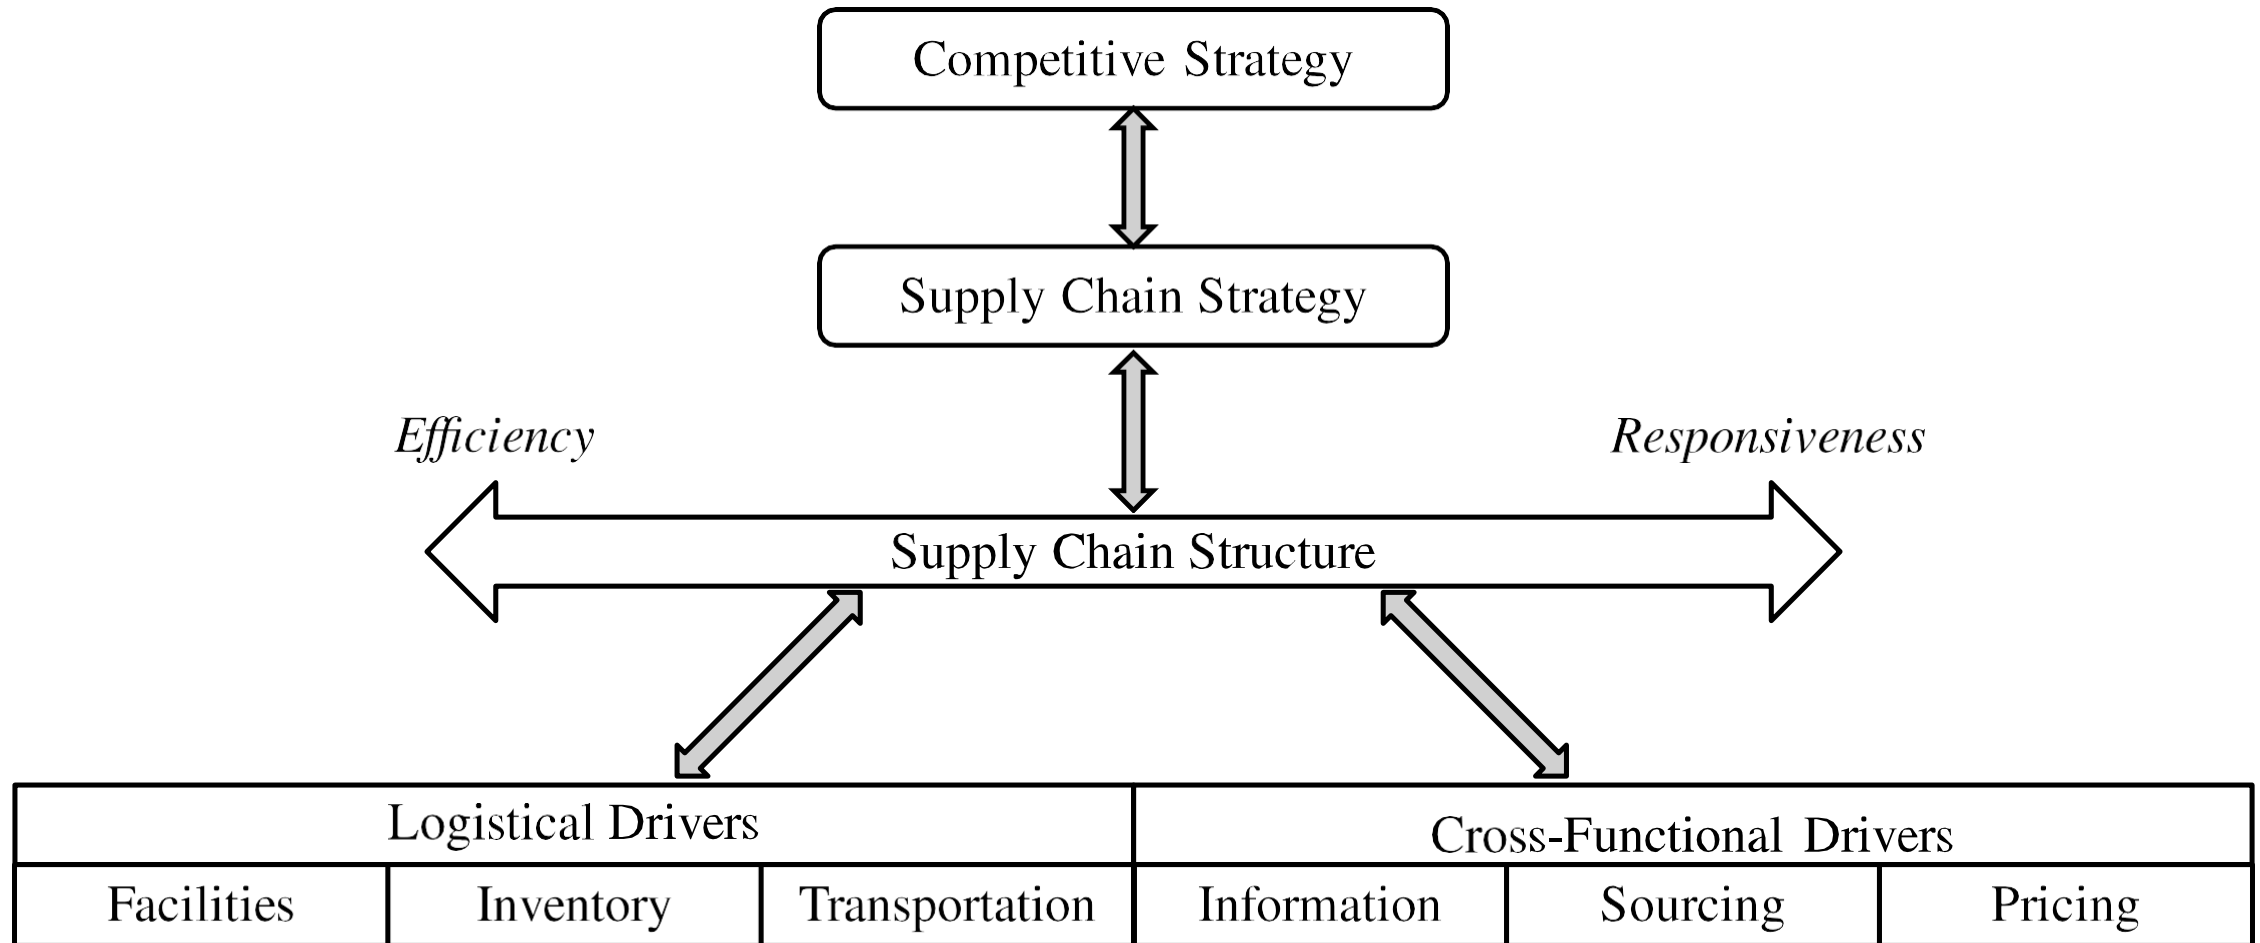 Competitive Strategy
Supply Chain Strategy
Efficiency
Responsiveness
Supply Chain Structure
Logistical Drivers
Cross-Functional Drivers
Facilities
Inventory
Transportation
Information
Sourcing
Pricing